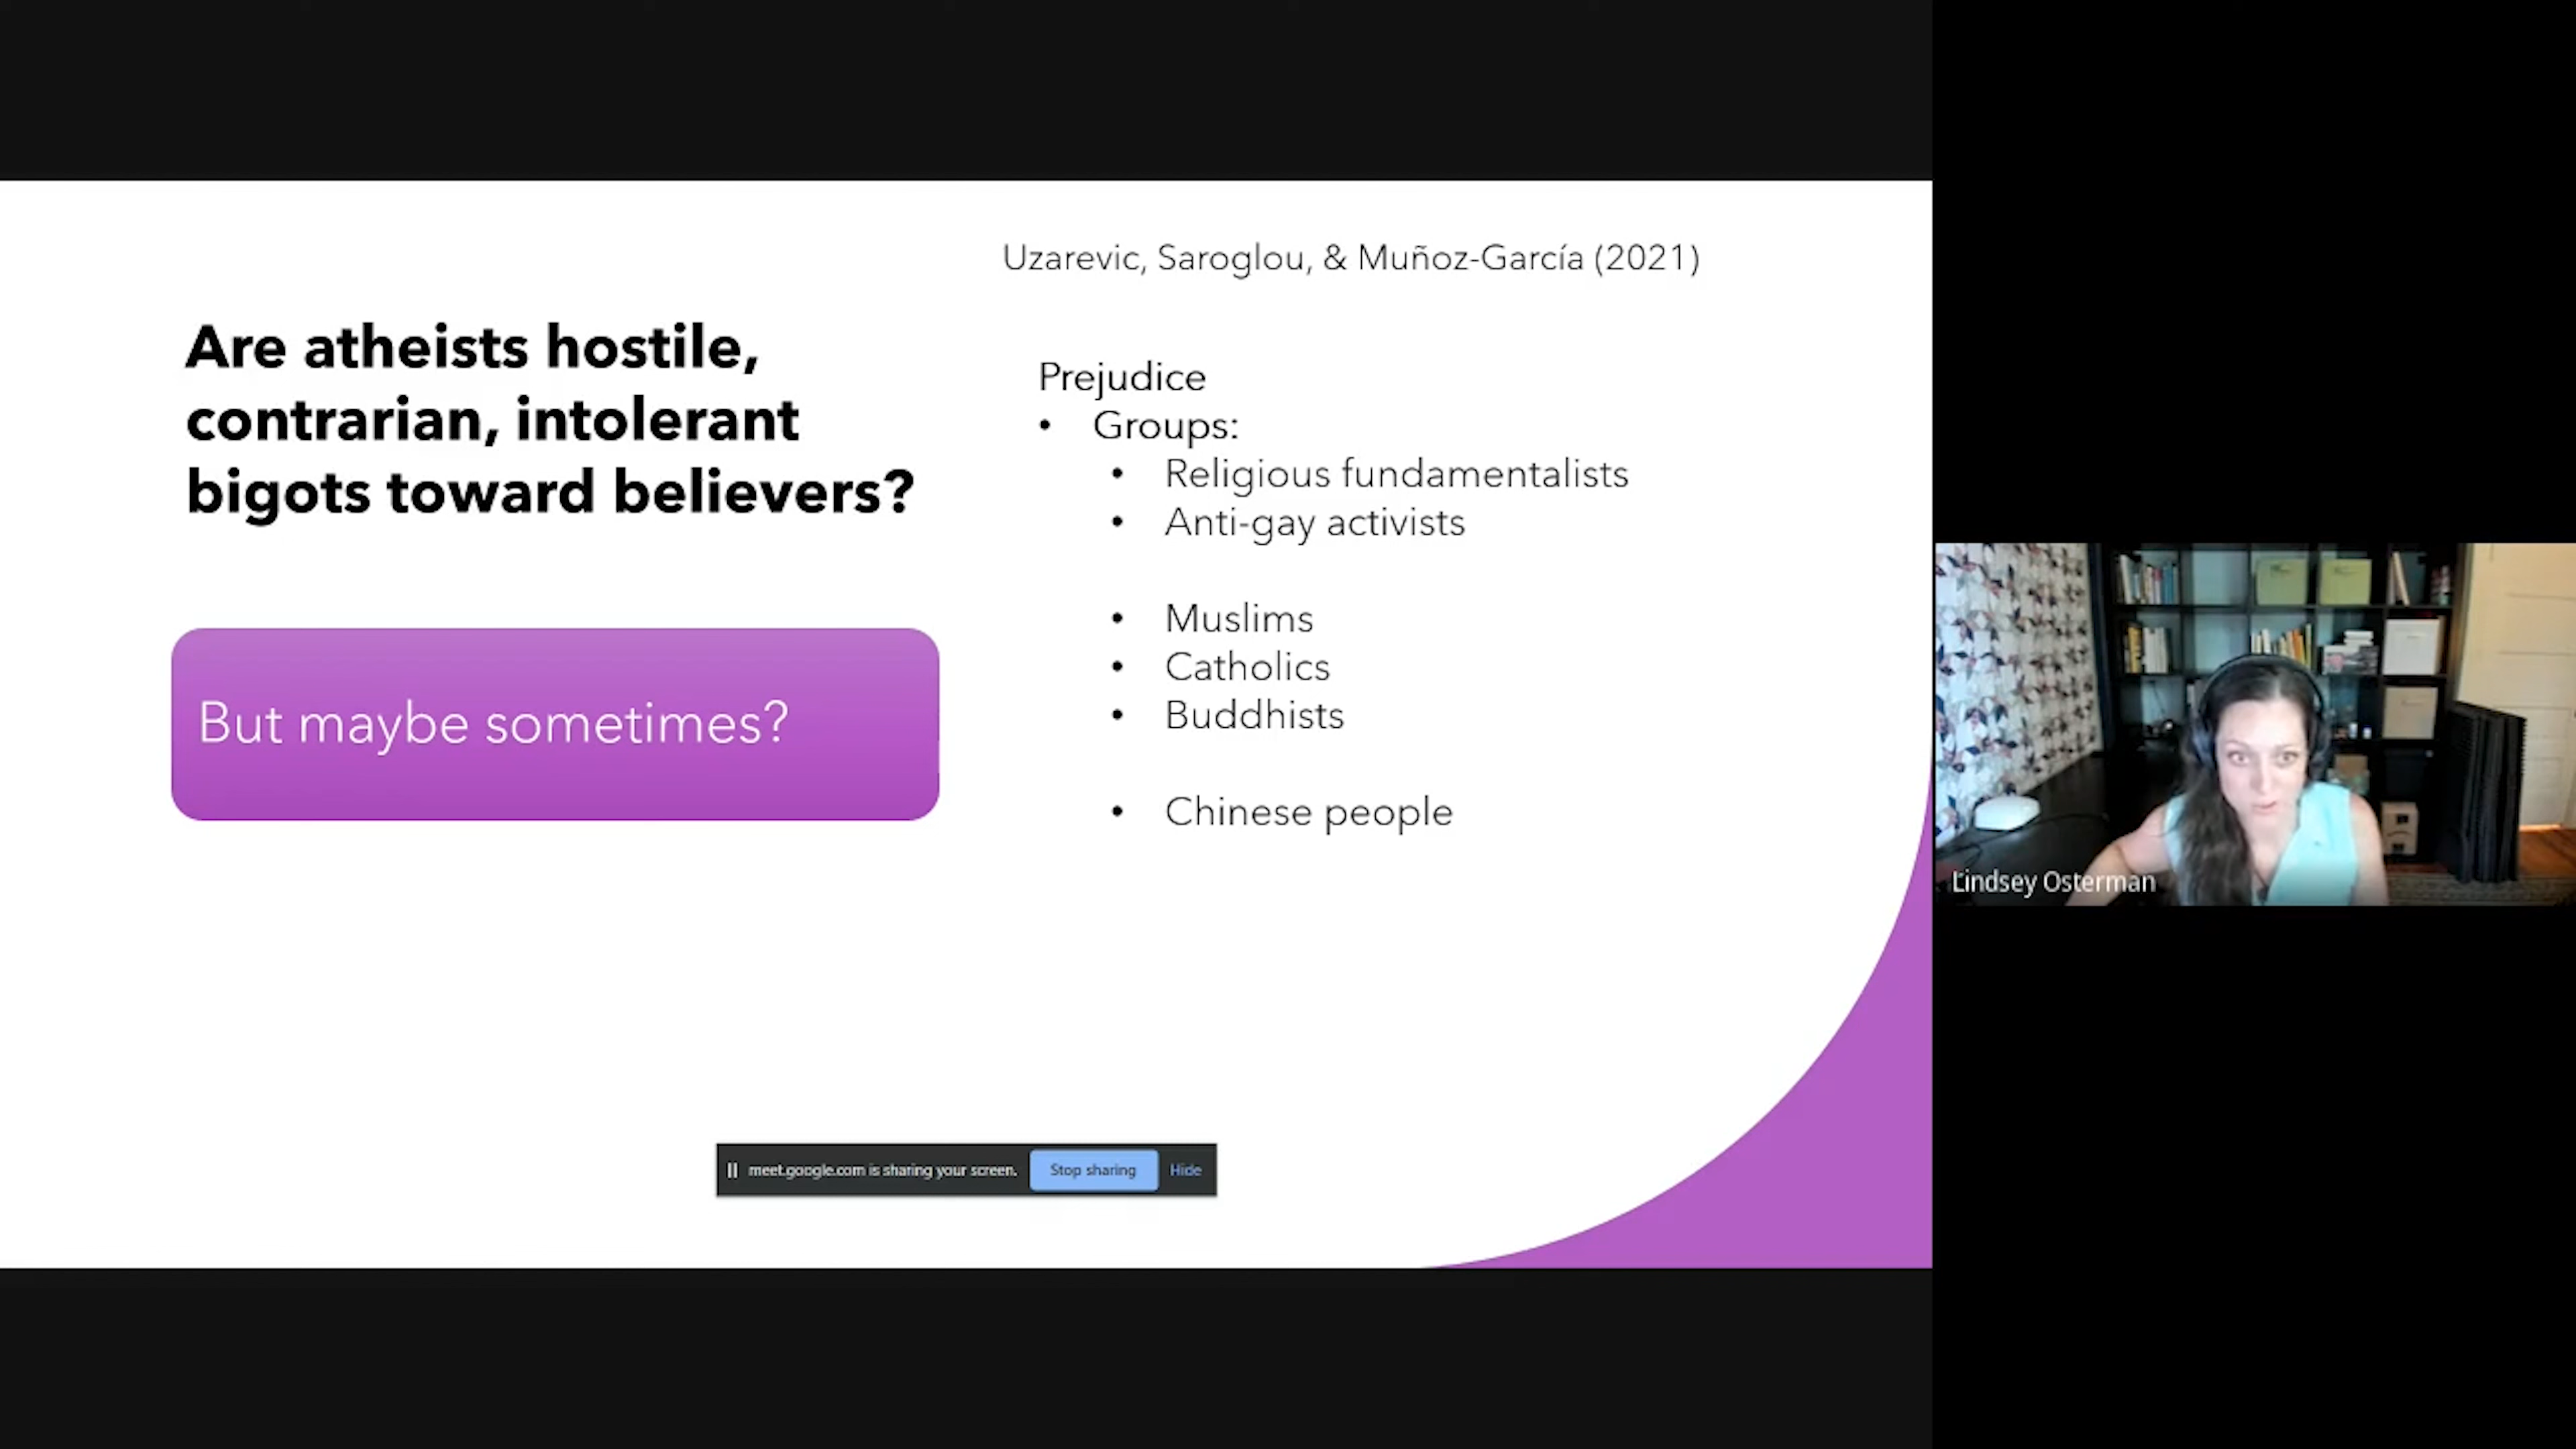 Uzarevic, Saroglou, & Muñoz-García (2021)
Are atheists hostile,
contrarian, intolerant
bigots toward believers?
But maybe sometimes?
Prejudice
• Groups:
• Religious fundamentalists
• Anti-gay activists
• Muslims
• Catholics
• Buddhists
• Chinese people
Lindsey Osterman
meet.google.com is sharing your screen.
Stop sharing
Hide